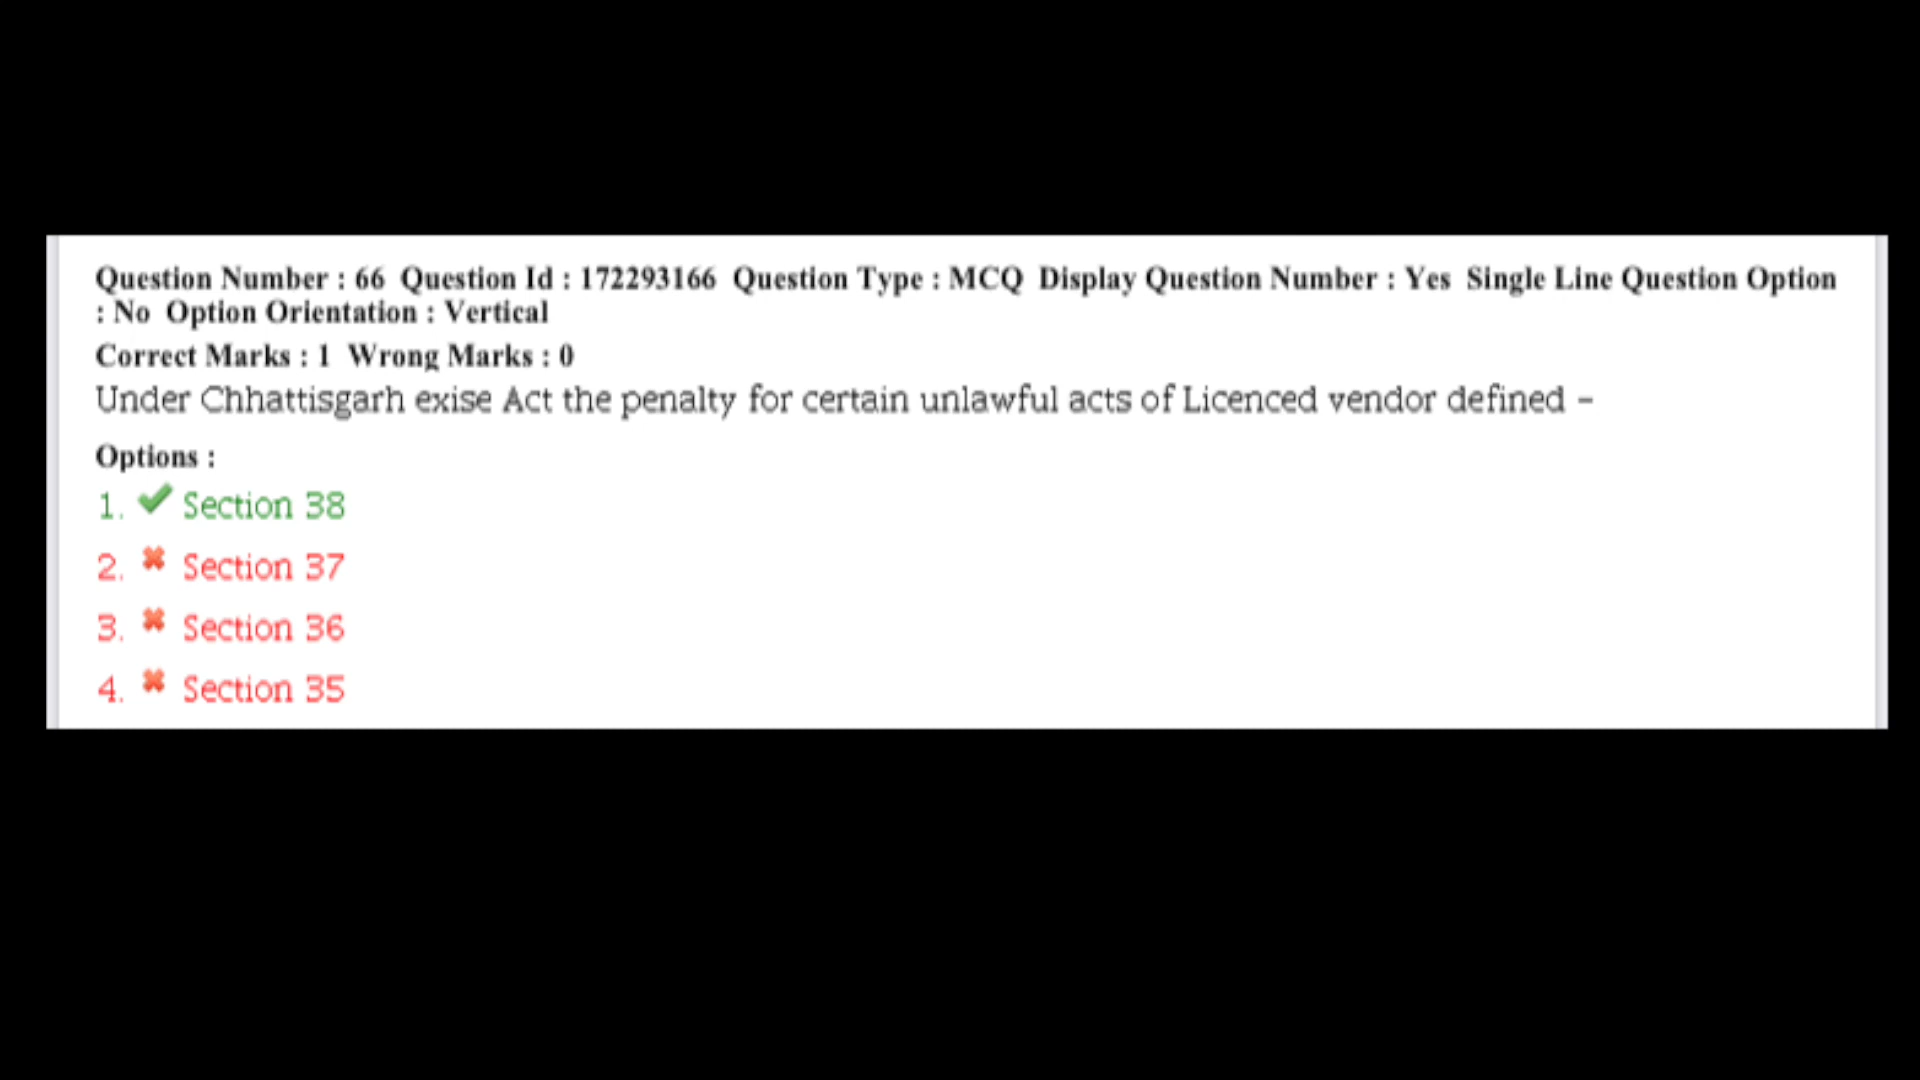 Question Number : 66 Question Id : 172293166 Question Type : MCQ Display Question Number : Yes Single Line Question Option
: No Option Orientation : Vertical
Correct Marks : 1 Wrong Marks : 0
Under Chhattisgarh exise Act the penalty for certain unlawful acts of Licenced vendor defined –
Options :
1. ✔ Section 38
2. ✖ Section 37
3. ✖ Section 36
4. ✖ Section 35